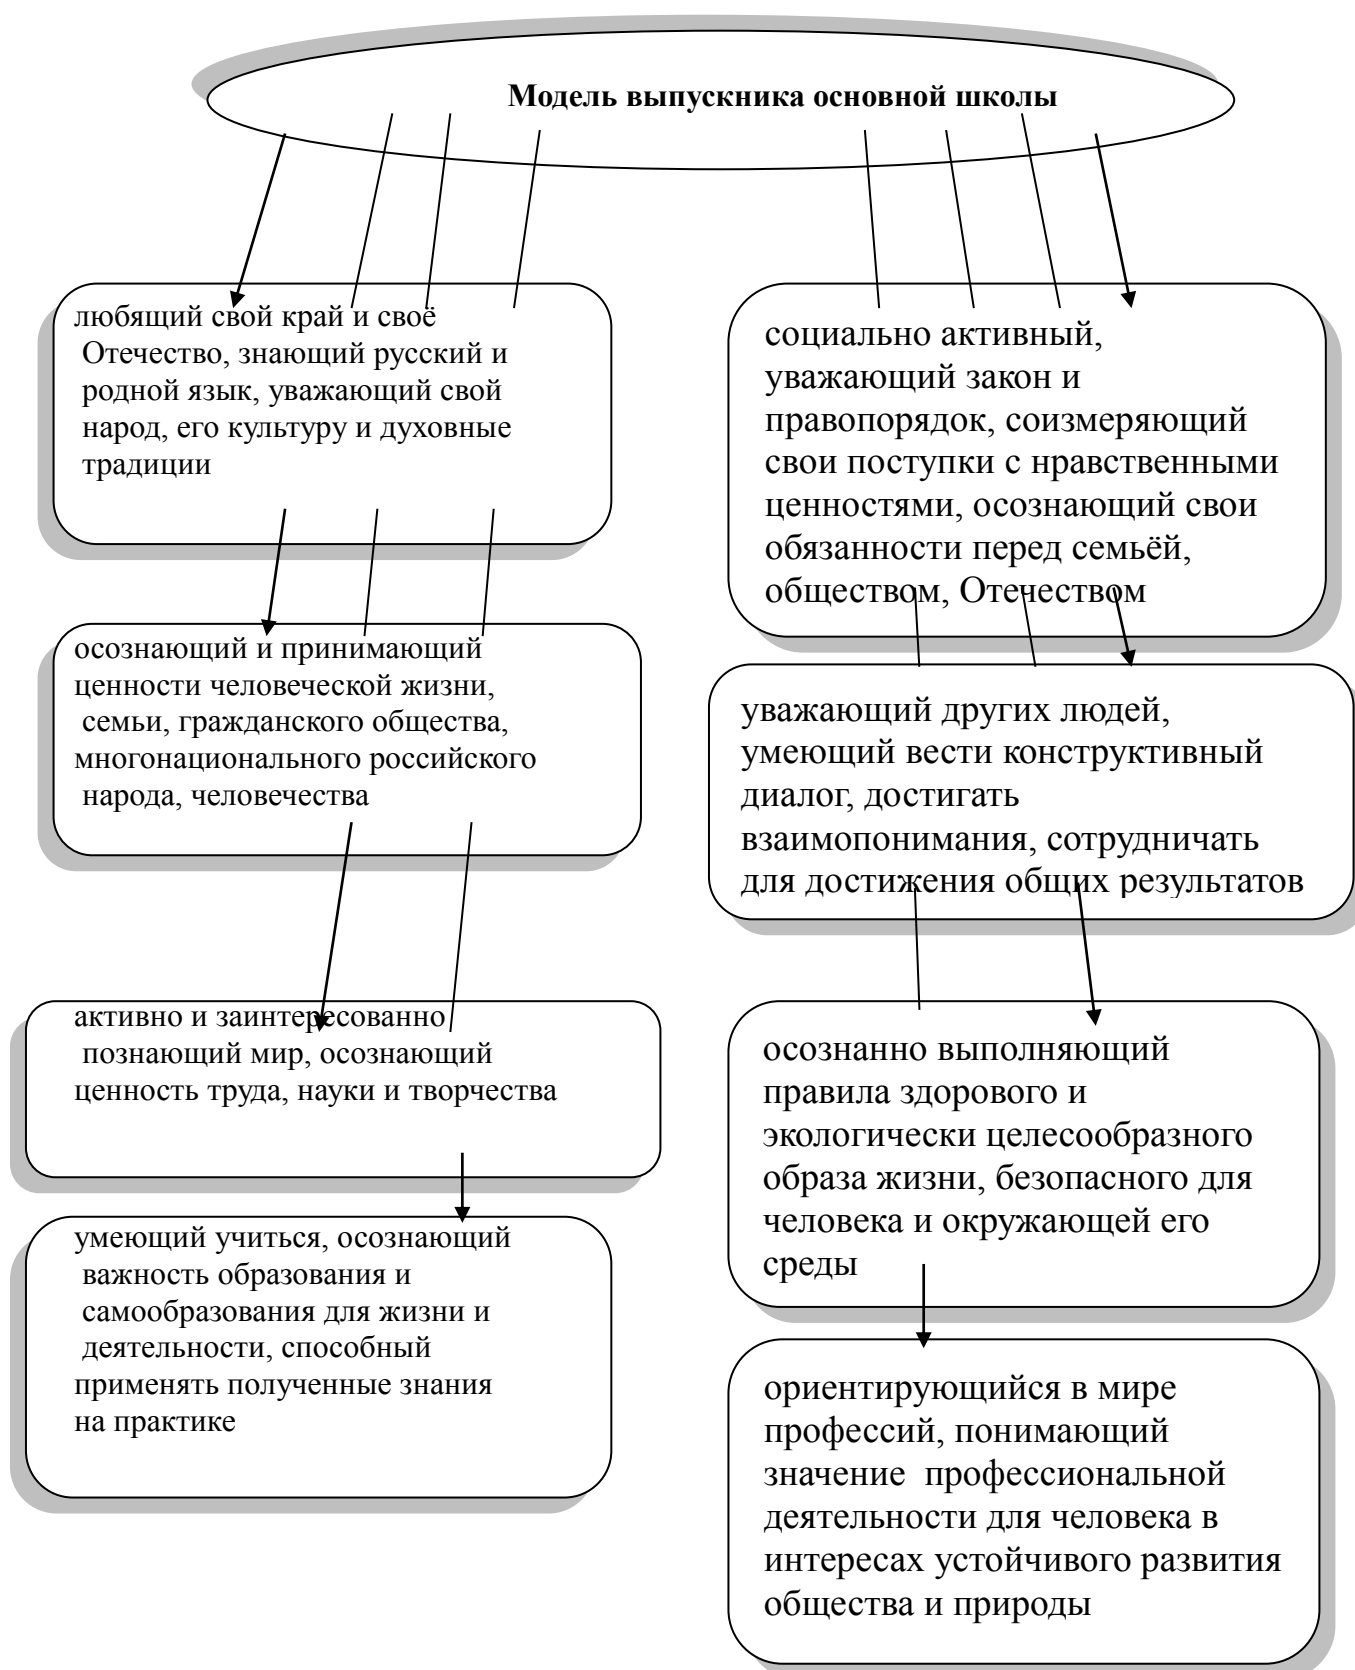 Модель выпускника основной школы
любящий свой край и своё
Отечество, знающий русский и
родной язык, уважающий свой
народ, его культуру и духовные
традиции
осознающий и принимающий
ценности человеческой жизни,
семьи, гражданского общества,
многонационального российского
народа, человечества
активно и заинтересованно
познающий мир, осознающий
ценность труда, науки и творчества
умеющий учиться, осознающий
важность образования и
самообразования для жизни и
деятельности, способный
применять полученные знания
на практике
социально активный,
уважающий закон и
правопорядок, соизмеряющий
свои поступки с нравственными
ценностями, осознающий свои
обязанности перед семьёй,
обществом, Отечеством
уважающий других людей,
умеющий вести конструктивный
диалог, достигать
взаимопонимания, сотрудничать
для достижения общих результатов
осознанно выполняющий
правила здорового и
экологически целесообразного
образа жизни, безопасного для
человека и окружающей его
среды
ориентирующийся в мире
профессий, понимающий
значение профессиональной
деятельности для человека в
интересах устойчивого развития
общества и природы